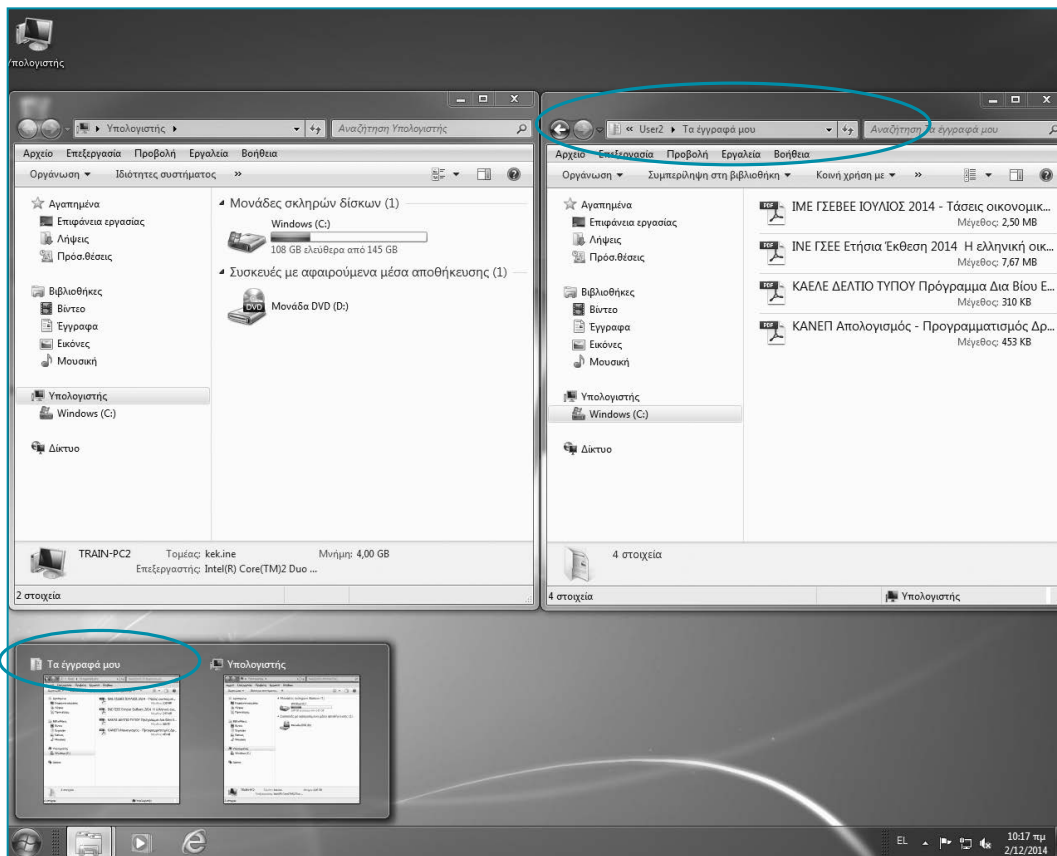 Υπολογιστής
Υπολογιστής
Αναζήτηση Υπολογιστής
Αρχείο Επεξεργασία Προβολή Εργαλεία Βοήθεια
Οργάνωση Ιδιότητες συστήματος »
Αγαπημένα
Επιφάνεια εργασίας
Λήψεις
Πρόσ.θέσεις
Βιβλιοθήκες
Βίντεο
Έγγραφα
Εικόνες
Μουσική
Υπολογιστής
Windows (C:)
Δίκτυο
Μονάδες σκληρών δίσκων (1)
Windows (C:)
108 GB ελεύθερα από 145 GB
Συσκευές με αφαιρούμενα μέσα αποθήκευσης (1)
DVD
Μονάδα DVD (D:)
TRAIN-PC2 Τομέας: kek.ine Μνήμη: 4,00 GB
Επεξεργαστής: Intel(R) Core(TM)2 Duo ...
2 στοιχεία
« User2 Τα έγγραφά μου
Αναζήτηση Τα έγγραφά μου
Αρχείο Επεξεργασία Προβολή Εργαλεία Βοήθεια
Οργάνωση Συμπερίληψη στη βιβλιοθήκη Κοινή χρήση με »
Αγαπημένα
Επιφάνεια εργασίας
Λήψεις
Πρόσ.θέσεις
Βιβλιοθήκες
Βίντεο
Έγγραφα
Εικόνες
Μουσική
Υπολογιστής
Windows (C:)
Δίκτυο
PDF ΙΜΕ ΓΣΕΒΕΕ ΙΟΥΛΙΟΣ 2014 - Τάσεις οικονομικ...
Μέγεθος: 2,50 MB
PDF ΙΝΕ ΓΣΕΕ Ετήσια Έκθεση 2014 Η ελληνική οικ...
Μέγεθος: 7,67 MB
PDF ΚΑΕΛΕ ΔΕΛΤΙΟ ΤΥΠΟΥ Πρόγραμμα Δια Βίου Ε...
Μέγεθος: 310 KB
PDF ΚΑΝΕΠ Απολογισμός - Προγραμματισμός Δρ...
Μέγεθος: 453 KB
4 στοιχεία
4 στοιχεία Υπολογιστής
Τα έγγραφά μου
Υπολογιστής
EL
10:17 πμ
2/12/2014